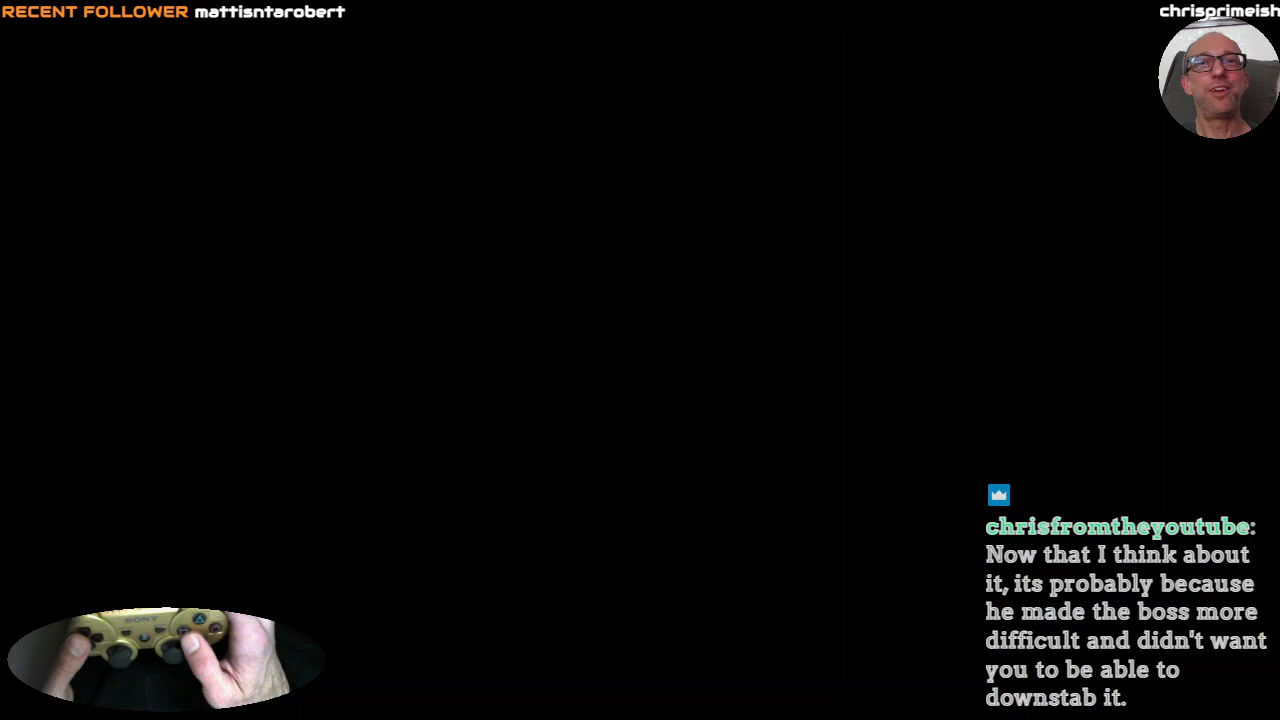 RECENT FOLLOWER mattisntarobert
chrisprimeish
SONY
chrisfromtheyoutube:
Now that I think about
it, its probably because
he made the boss more
difficult and didn't want
you to be able to
downstab it.